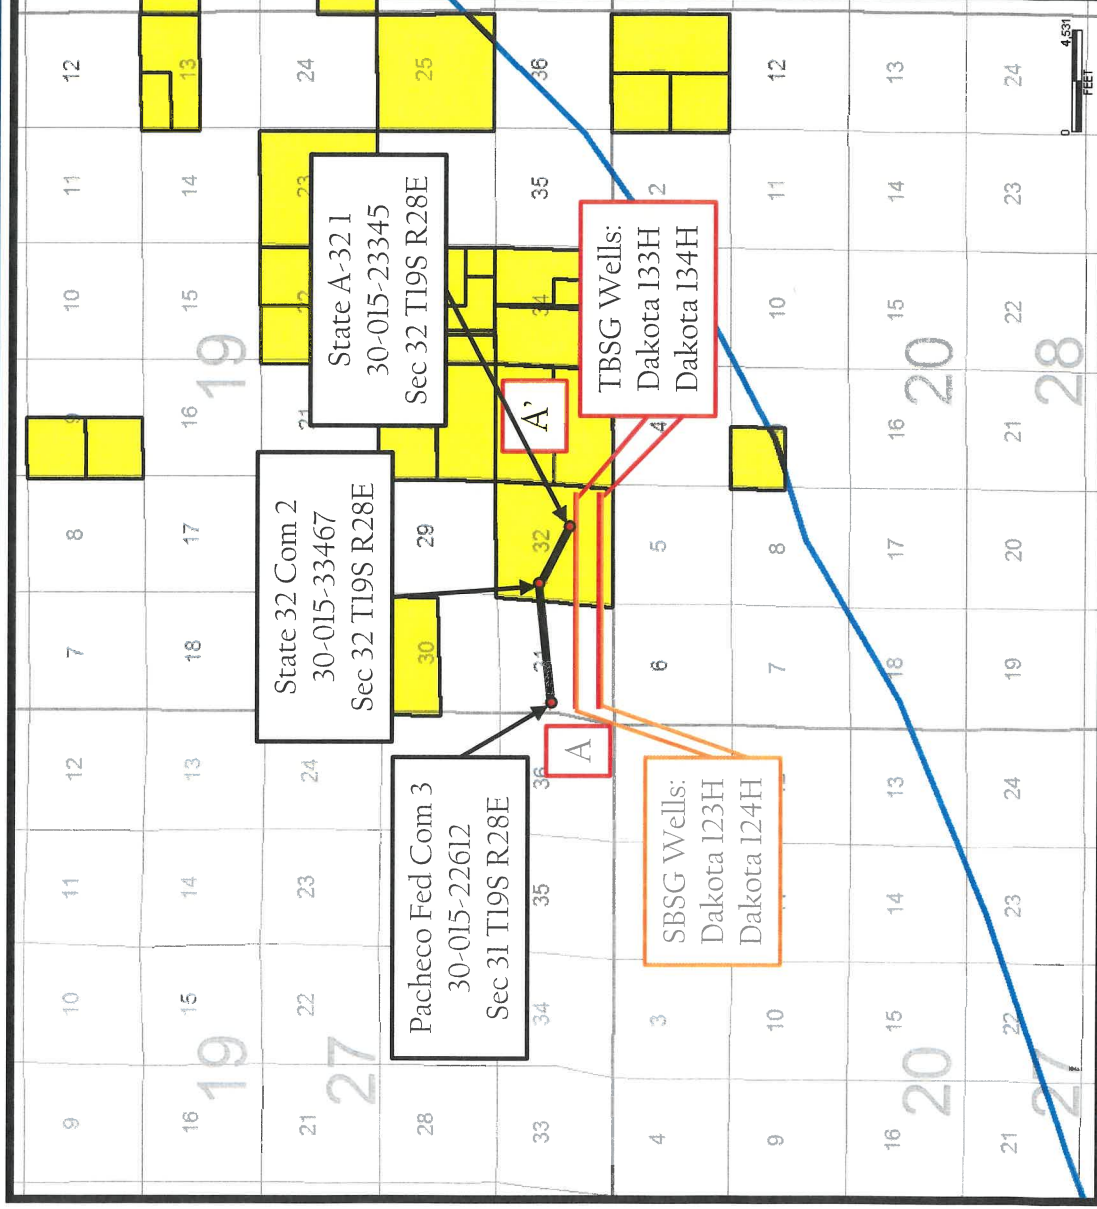 9 10 11 12 7 8 9 10 11 12
16 15 14 13 18 17 16 15 14 13
19 19
21 22 23 24 21 23 24
27
State 32 Com 2
30-015-33467
Sec 32 T19S R28E
State A-32 1
30-015-23345
Sec 32 T19S R28E
28 30 29 25
Pacheco Fed Com 3
30-015-22612
Sec 31 T19S R28E
33 34 35 36 31 32 34 35 36
A
A'
4 3 6 5 4 2
TBSG Wells:
Dakota 133H
Dakota 134H
SBSG Wells:
Dakota 123H
Dakota 124H
9 10 7 8 10 11 12
16 15 14 13 18 17 16 15 14 13
20 20
21 22 23 24 19 20 21 22 23 24
27 28
0 4,531
FEET